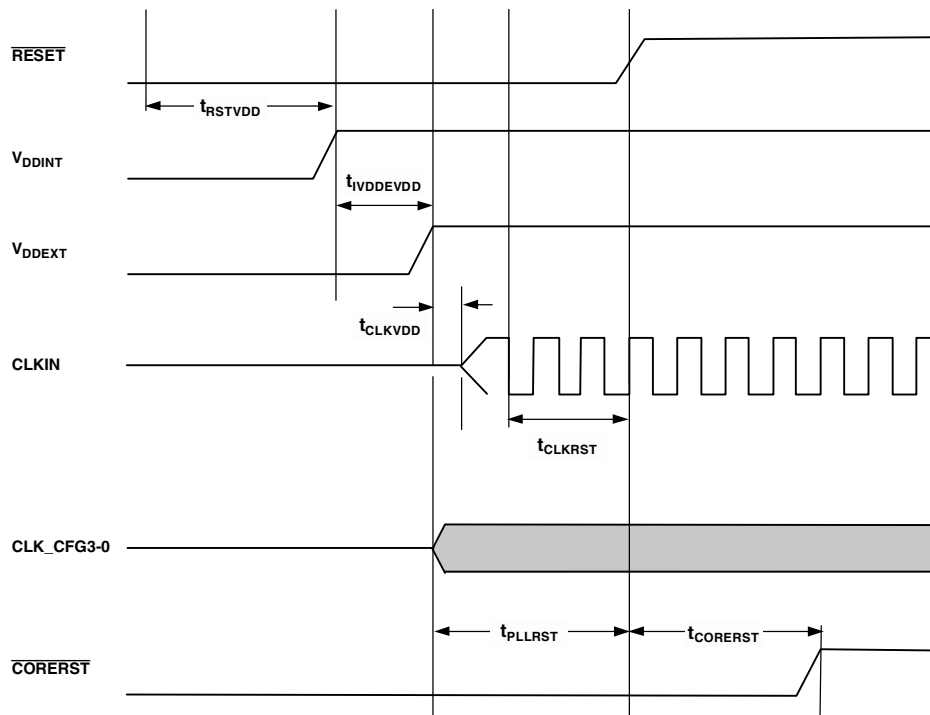 RESET
tRSTVDD
VDDINT
tIVDDEVDD
VDDEXT
tCLKVDD
CLKIN
tCLKRST
CLK_CFG3-0
tPLLRST
tCORERST
CORERST